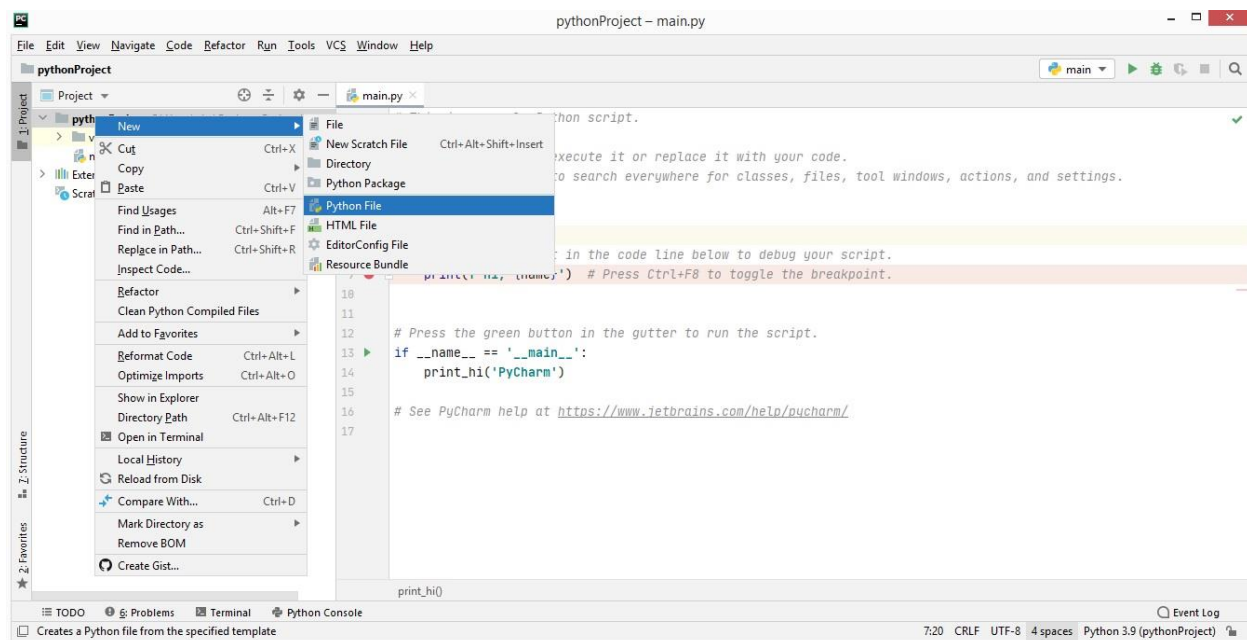 PC
pythonProject – main.py
File Edit View Navigate Code Refactor Run Tools VCS Window Help
pythonProject
main
1: Project
Project
main.py
New
Cut Ctrl+X
Copy
Paste Ctrl+V
Find Usages Alt+F7
Find in Path... Ctrl+Shift+F
Replace in Path... Ctrl+Shift+R
Inspect Code...
Refactor
Clean Python Compiled Files
Add to Favorites
Reformat Code Ctrl+Alt+L
Optimize Imports Ctrl+Alt+O
Show in Explorer
Directory Path Ctrl+Alt+F12
Open in Terminal
Local History
Reload from Disk
Compare With... Ctrl+D
Mark Directory as
Remove BOM
Create Gist...
File
New Scratch File Ctrl+Alt+Shift+Insert
Directory
Python Package
Python File
HTML File
EditorConfig File
Resource Bundle
script.
execute it or replace it with your code.
to search everywhere for classes, files, tool windows, actions, and settings.
in the code line below to debug your script.
# Press Ctrl+F8 to toggle the breakpoint.
10
11
12 # Press the green button in the gutter to run the script.
13 if __name__ == '__main__':
14 print_hi('PyCharm')
15
16 # See PyCharm help at https://www.jetbrains.com/help/pycharm/
17
print_hi()
Z: Structure
2: Favorites
TODO 6: Problems Terminal Python Console Event Log
Creates a Python file from the specified template 7:20 CRLF UTF-8 4 spaces Python 3.9 (pythonProject)